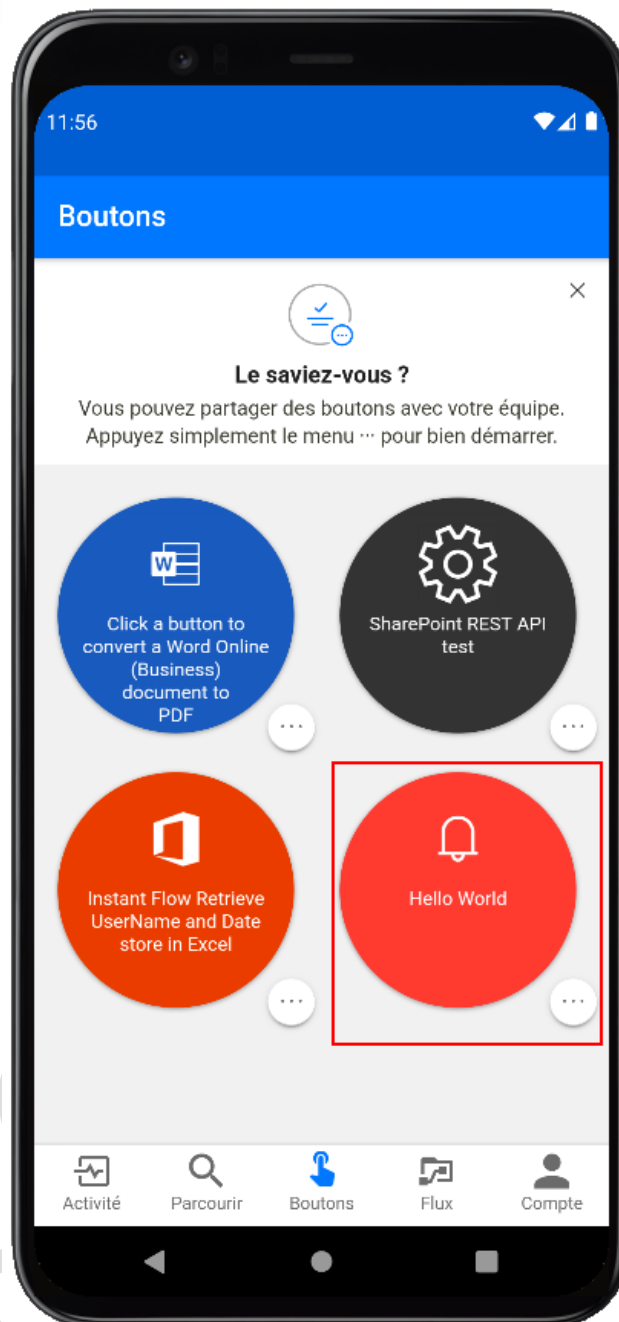 11:56
Boutons
Le saviez-vous ?
Vous pouvez partager des boutons avec votre équipe.
Appuyez simplement le menu ··· pour bien démarrer.
W
Click a button to
convert a Word Online
(Business)
document to
PDF
SharePoint REST API
test
Instant Flow Retrieve
UserName and Date
store in Excel
Hello World
Activité
Parcourir
Boutons
Flux
Compte